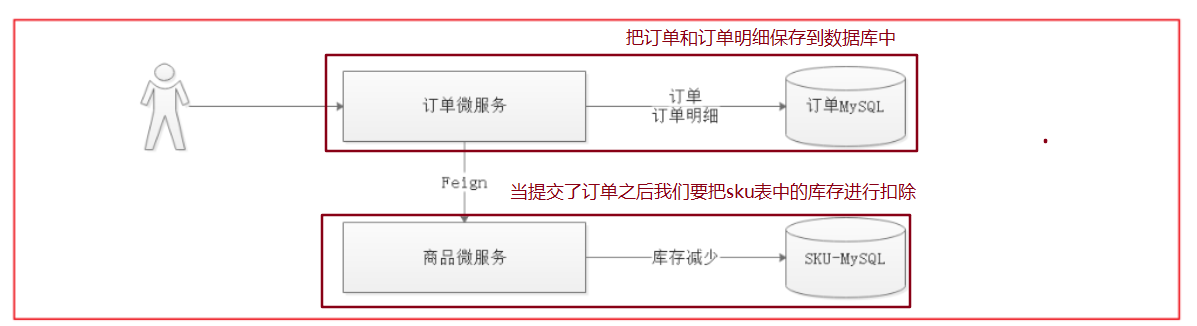 把订单和订单明细保存到数据库中
订单微服务
订单
订单明细
订单MySQL
Feign
当提交了订单之后我们要把sku表中的库存进行扣除
商品微服务
库存减少
SKU-MySQL